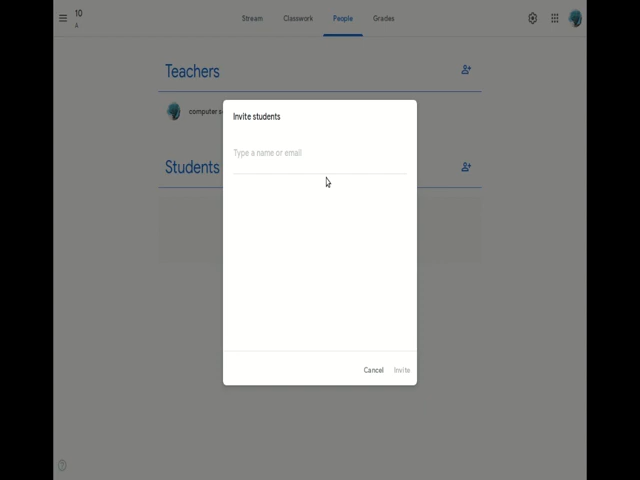 10
A
Stream Classwork People Grades
Teachers
computer s
Invite students
Type a name or email
Students
Cancel Invite